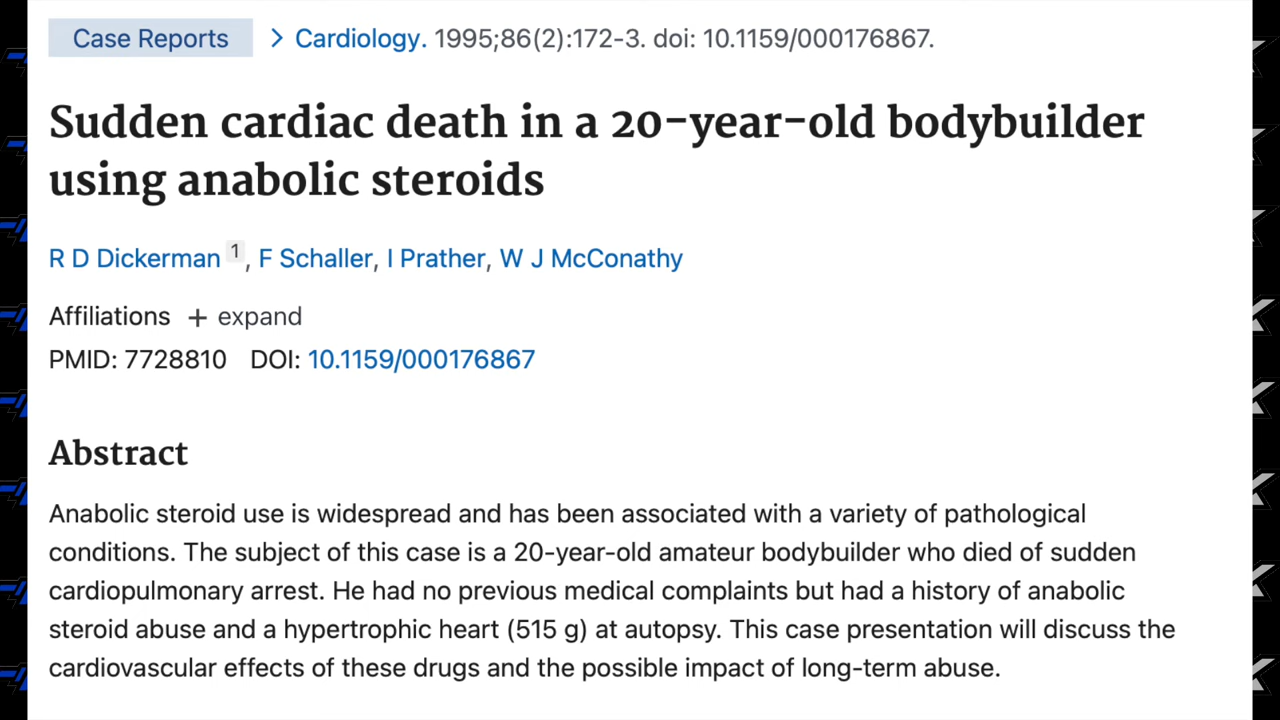 Case Reports > Cardiology. 1995;86(2):172-3. doi: 10.1159/000176867.
Sudden cardiac death in a 20-year-old bodybuilder
using anabolic steroids
R D Dickerman 1, F Schaller, I Prather, W J McConathy
Affiliations + expand
PMID: 7728810 DOI: 10.1159/000176867
Abstract
Anabolic steroid use is widespread and has been associated with a variety of pathological
conditions. The subject of this case is a 20-year-old amateur bodybuilder who died of sudden
cardiopulmonary arrest. He had no previous medical complaints but had a history of anabolic
steroid abuse and a hypertrophic heart (515 g) at autopsy. This case presentation will discuss the
cardiovascular effects of these drugs and the possible impact of long-term abuse.